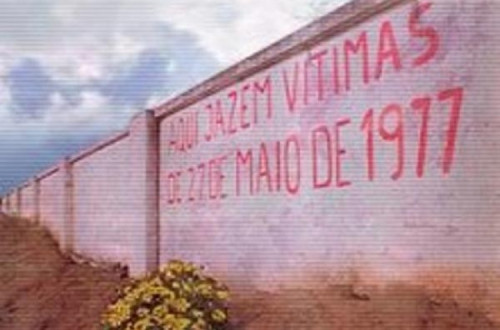 AQUI JAZEM VITIMAS
DE 27 DE MAIO DE 1977